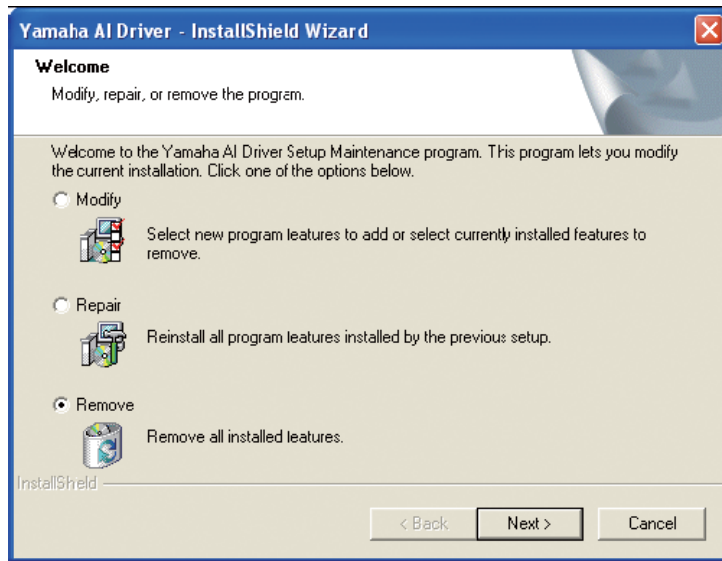 Yamaha AI Driver - InstallShield Wizard
Welcome
Modify, repair, or remove the program.
Welcome to the Yamaha AI Driver Setup Maintenance program. This program lets you modify
the current installation. Click one of the options below.
Modify
Select new program features to add or select currently installed features to
remove.
Repair
Reinstall all program features installed by the previous setup.
Remove
Remove all installed features.
InstallShield
< Back
Next >
Cancel